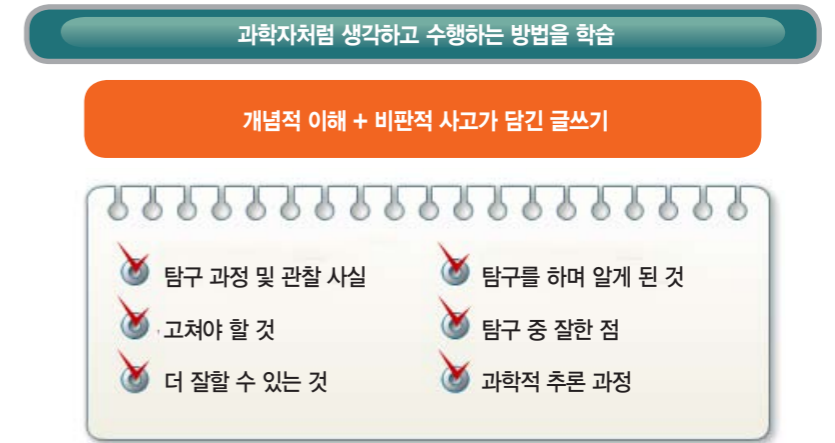 과학자처럼 생각하고 수행하는 방법을 학습
개념적 이해 + 비판적 사고가 담긴 글쓰기
탐구 과정 및 관찰 사실
고쳐야 할 것
더 잘할 수 있는 것
탐구를 하며 알게 된 것
탐구 중 잘한 점
과학적 추론 과정